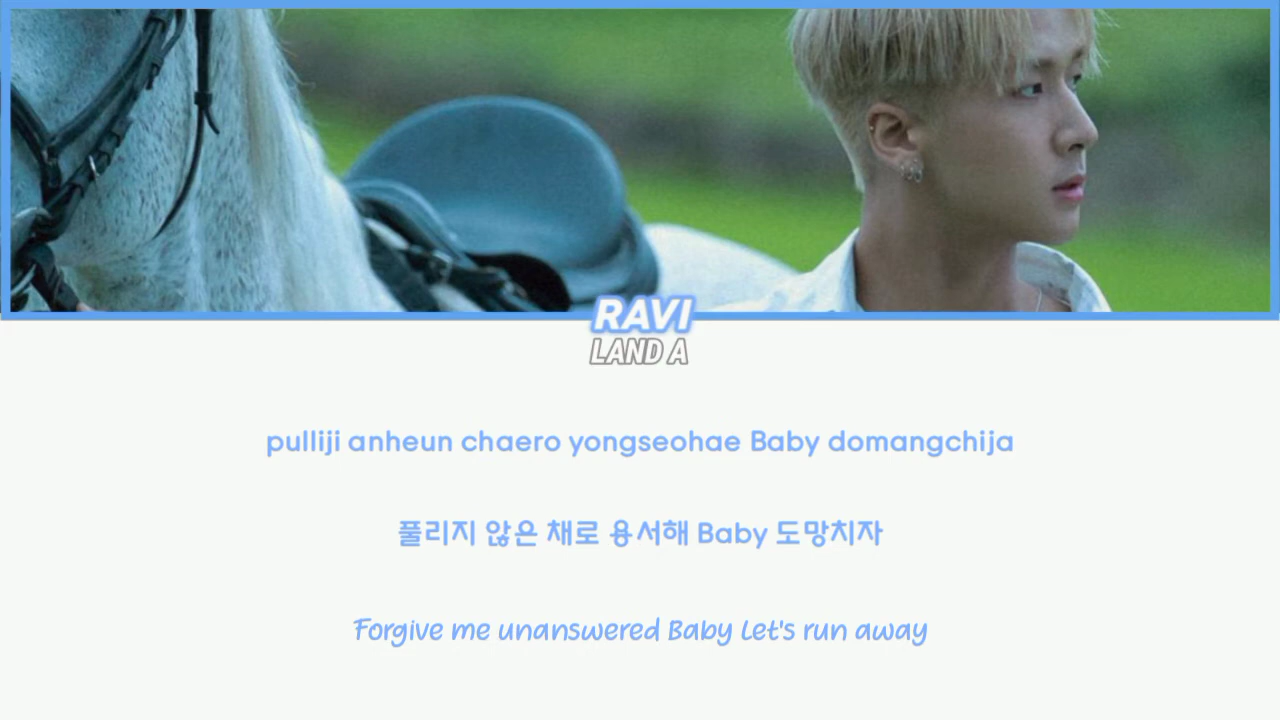 RAVI
LAND A
pulliji anheun chaero yongseohae Baby domangchija
풀리지 않은 채로 용서해 Baby 도망치자
Forgive me unanswered Baby Let's run away